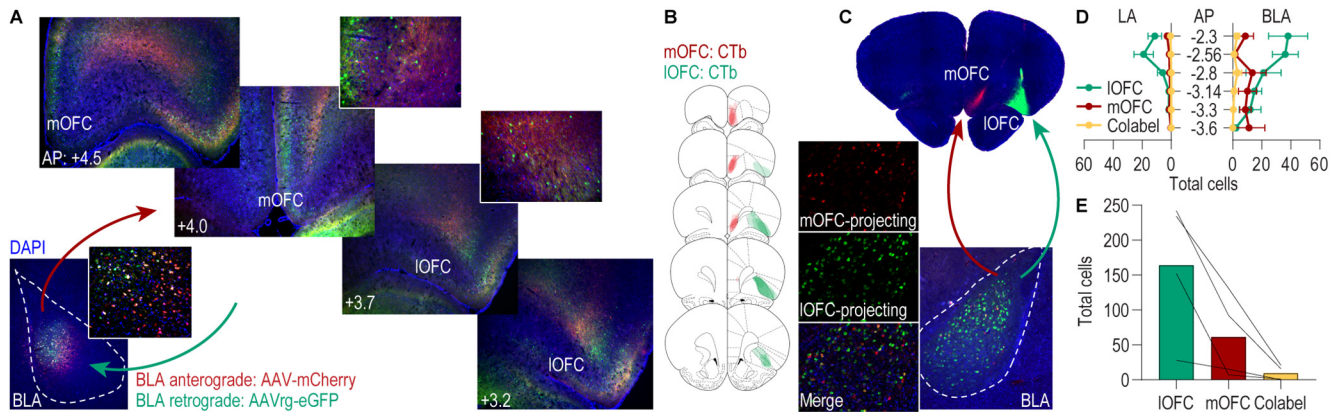 A
mOFC
AP: +4.5
mOFC
+4.0
lOFC
+3.7
lOFC
+3.2
DAPI
BLA
BLA anterograde: AAV-mCherry
BLA retrograde: AAVrg-eGFP
B
mOFC: CTb
lOFC: CTb
C
mOFC
lOFC
mOFC-projecting
lOFC-projecting
Merge
BLA
D
LA AP BLA
-2.3
-2.56
-2.8
-3.14
-3.3
-3.6
lOFC
mOFC
Colabel
60 40 20 0 0 20 40 60
Total cells
E
Total cells
250
200
150
100
50
0
lOFC mOFC Colabel